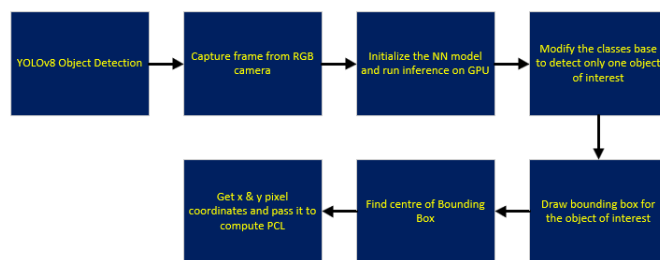 YOLOv8 Object Detection
Capture frame from RGB
camera
Initialize the NN model
and run inference on GPU
Modify the classes base
to detect only one object
of interest
Draw bounding box for
the object of interest
Find centre of Bounding
Box
Get x & y pixel
coordinates and pass it to
compute PCL